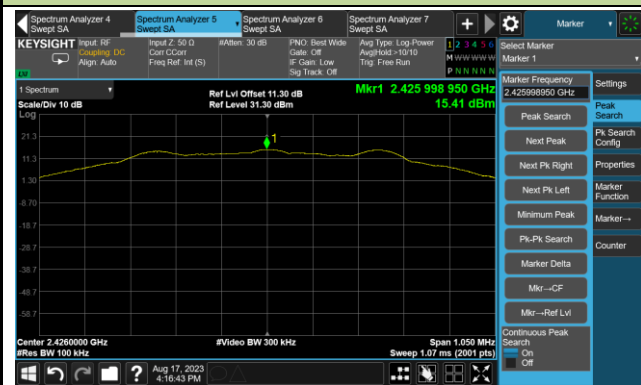 Spectrum Analyzer 4
Swept SA
Spectrum Analyzer 5
Swept SA
Spectrum Analyzer 6
Swept SA
Spectrum Analyzer 7
Swept SA
Marker
KEYSIGHT
Input: RF
Coupling: DC
Align: Auto
Input Z: 50 Ω
Corr CCorr
Freq Ref: Int (S)
#Atten: 30 dB
PNO: Best Wide
Gate: Off
IF Gain: Low
Sig Track: Off
Avg Type: Log-Power
Avg|Hold:>10/10
Trig: Free Run
1 2 3 4 5 6
M W W W W W
P N N N N N
Select Marker
Marker 1
1 Spectrum
Scale/Div 10 dB
Log
Ref Lvl Offset 11.30 dB
Ref Level 31.30 dBm
Mkr1 2.425 998 950 GHz
15.41 dBm
1
21.3
11.3
1.30
-8.70
-18.7
-28.7
-38.7
-48.7
-58.7
Center 2.4260000 GHz
#Res BW 100 kHz
#Video BW 300 kHz
Span 1.050 MHz
Sweep 1.07 ms (2001 pts)
Marker Frequency
2.425998950 GHz
Peak Search
Next Peak
Next Pk Right
Next Pk Left
Minimum Peak
Pk-Pk Search
Marker Delta
Mkr→CF
Mkr→Ref Lvl
Continuous Peak
Search
On
Off
Settings
Peak
Search
Pk Search
Config
Properties
Marker
Function
Marker→
Counter
?
Aug 17, 2023
4:16:43 PM